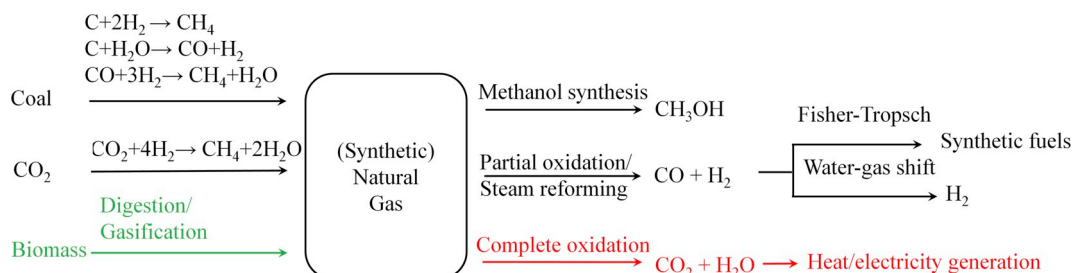 C+2H₂→ CH₄
C+H₂O→ CO+H₂
CO+3H₂→ CH₄+H₂O
Coal
CO₂+4H₂→ CH₄+2H₂O
CO₂
Digestion/
Gasification
Biomass
(Synthetic)
Natural
Gas
Methanol synthesis
CH₃OH
Partial oxidation/
Steam reforming
CO + H₂
Fisher-Tropsch
Synthetic fuels
Water-gas shift
H₂
Complete oxidation
CO₂ + H₂O
Heat/electricity generation